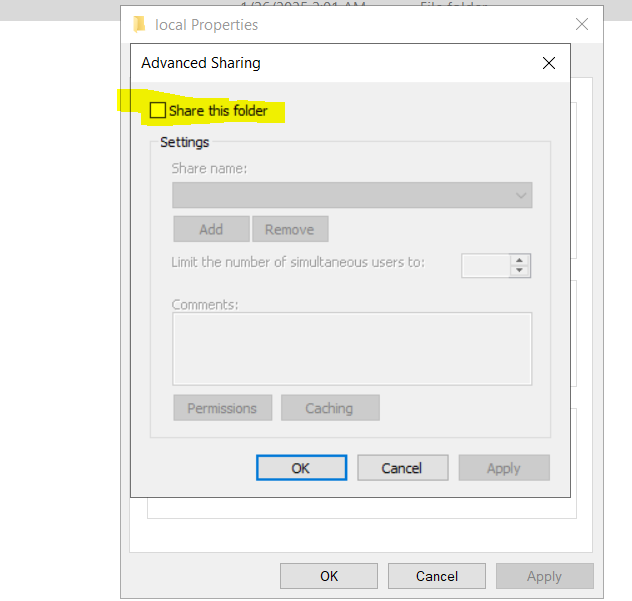 1/26/2025 3:01 AM File folder
local Properties
Advanced Sharing
Share this folder
Settings
Share name:
Add Remove
Limit the number of simultaneous users to:
Comments:
Permissions Caching
OK Cancel Apply
OK Cancel Apply